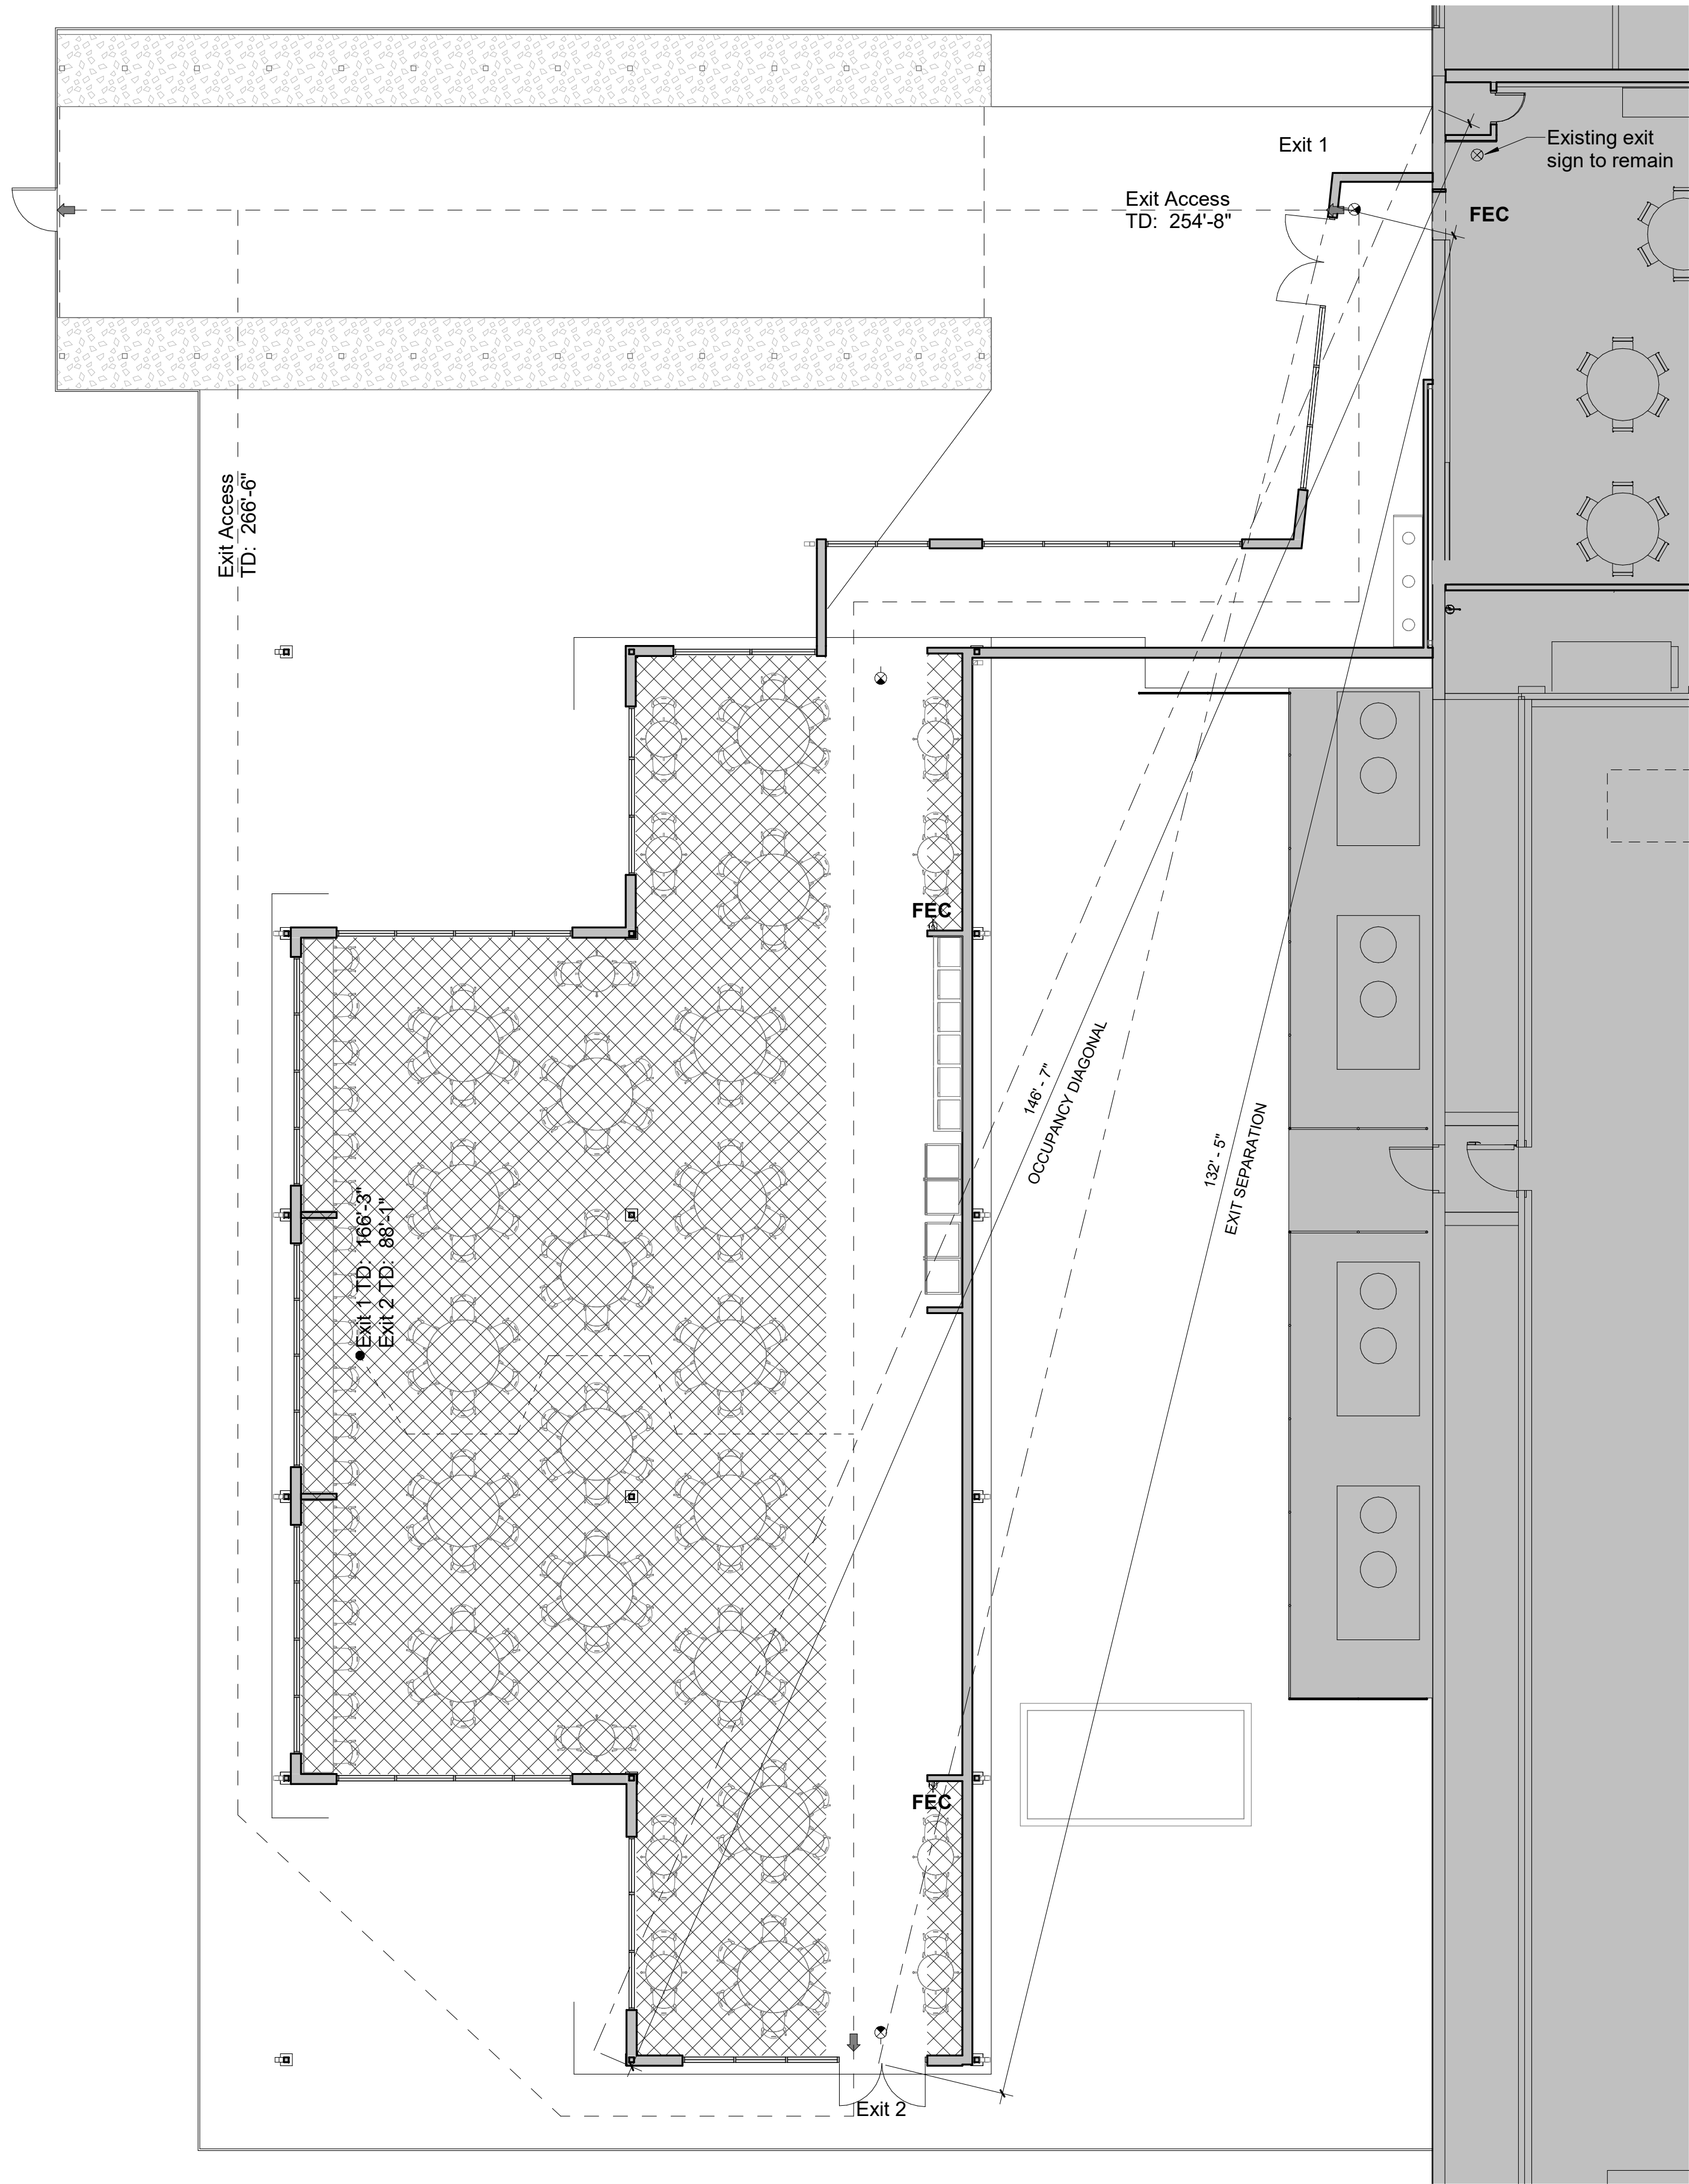 Exit 1
Existing exit
sign to remain
Exit Access
TD: 254'-8"
FEC
Exit Access
TD: 266'-6"
FEC
146' - 7"
OCCUPANCY DIAGONAL
132' - 5"
EXIT SEPARATION
Exit 1 TD: 166'-3"
Exit 2 TD: 88'-1"
FEC
Exit 2